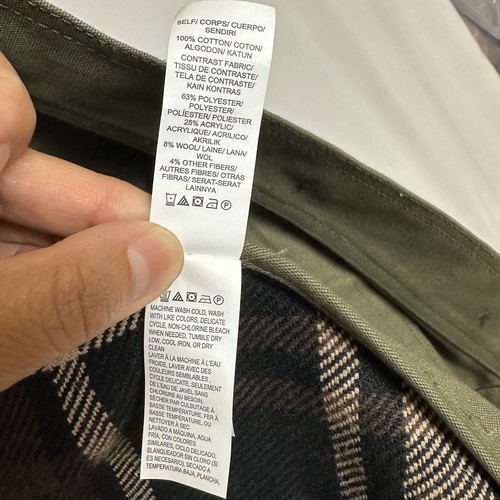 SELF/ CORPS/ CUERPO/
SENDIRI
100% COTTON/ COTON/
ALGODON/ KATUN
CONTRAST FABRIC/
TISSU DE CONTRASTE/
TELA DE CONTRASTE/
KAIN KONTRAS
63% POLYESTER/
POLYESTER/
POLÍESTER/ POLIESTER
25% ACRYLIC/
ACRYLIQUE/ ACRILICO/
AKRILIK
8% WOOL/ LAINE/ LANA/
WOL
4% OTHER FIBERS/
AUTRES FIBRES/ OTRAS
FIBRAS/ SERAT-SERAT
LAINNYA
MACHINE WASH COLD, WASH
WITH LIKE COLORS, DELICATE
CYCLE, NON-CHLORINE BLEACH
WHEN NEEDED, TUMBLE DRY
LOW, COOL IRON, OR DRY
CLEAN
LAVER À LA MACHINE À L'EAU
FROIDE, LAVER AVEC DES
COULEURS SEMBLABLES ,
CYCLE DELICATE, SEULEMENT
D'EAU DE JAVEL SANS
CHLORURE AU BESOIN,
SÉCHER PAR CULBUTAGE À
BASSE TEMPÉRATURE, FER À
BASSE TEMPÉRATURE, OU
NETTOYER À SEC
LAVADO A MÁQUINA, AGUA
FRÍA, CON COLORES
SIMILARES, CICLO DELICADO,
BLANQUEADOR SIN CLORO (SI
ES NECESARIO), SECADO A
TEMPERATURA BAJA, PLANCHA,